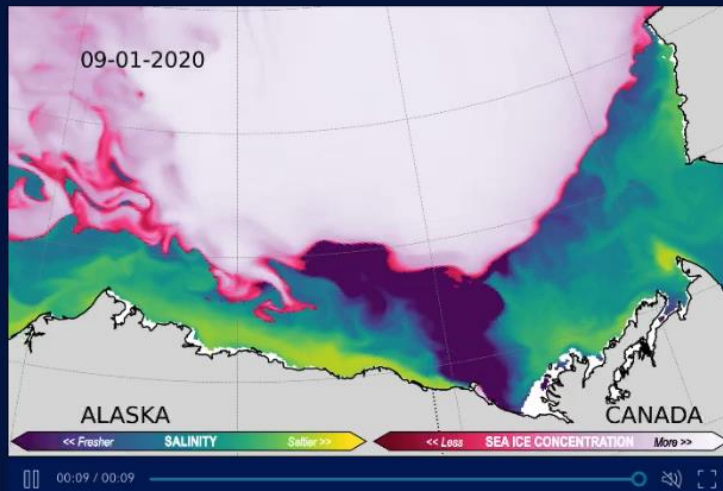 09-01-2020
ALASKA
CANADA
<< Fresher SALINITY Saltier >>
<< Less SEA ICE CONCENTRATION More >>
00:09 / 00:09